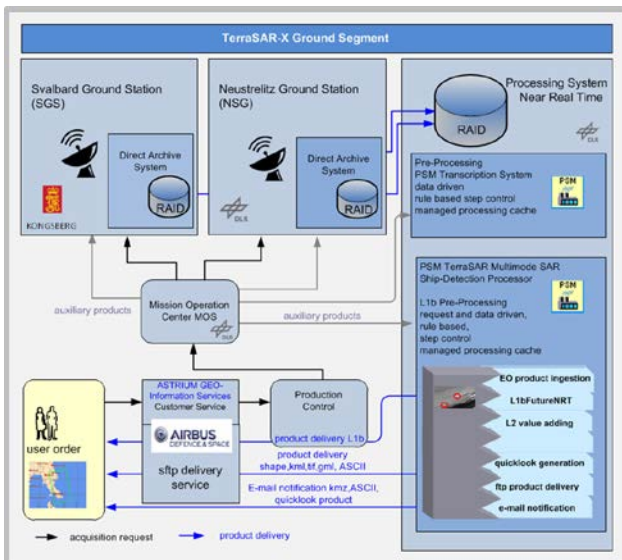 TerraSAR-X Ground Segment
Svalbard Ground Station
(SGS)
Direct Archive
System
RAID
KONGSBERG
Neustrelitz Ground Station
(NSG)
Direct Archive
System
RAID
DLR
Processing System
Near Real Time
RAID
DLR
Pre-Processing
PSM Transcription System
data driven
rule based step control
managed processing cache
PSM
auxiliary products
Mission Operation
Center MOS
DLR
auxiliary products
PSM TerraSAR Multimode SAR
Ship-Detection Processor
L1b Pre-Processing
request and data driven,
rule based,
step control
managed processing cache
PSM
EO product ingestion
L1bFutureNRT
L2 value adding
quicklook generation
ftp product delivery
e-mail notification
user order
ASTRIUM GEO-
Information Services
Customer Service
AIRBUS
DEFENCE & SPACE
sftp delivery
service
Production
Control
product delivery L1b
product delivery
shape,kml,tif,gml, ASCII
E-mail notification kmz,ASCII,
quicklook product
acquisition request
product delivery